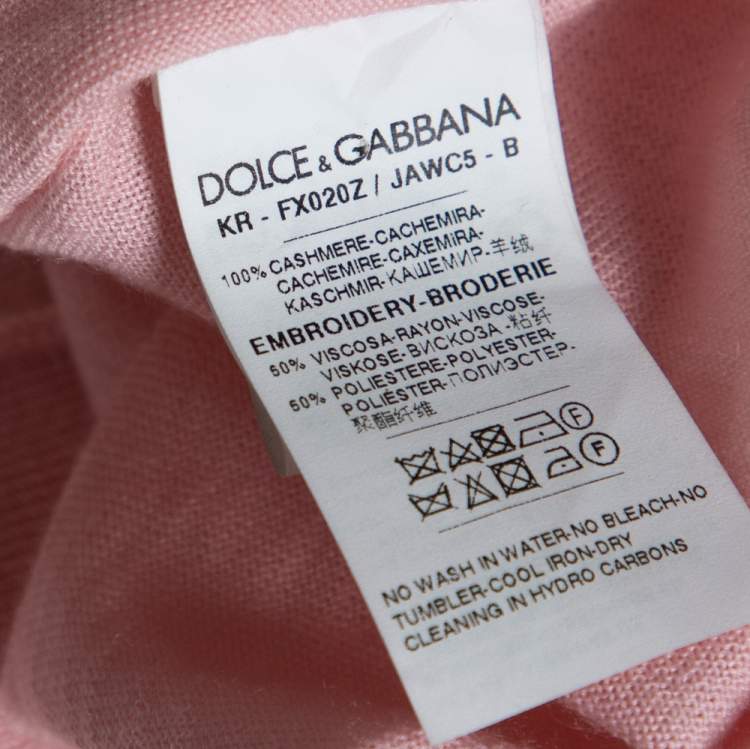 DOLCE & GABBANA
KR - FX020Z / JAWC5 - B
100% CASHMERE-CACHEMIRA-
CACHEMIRE-CAXEMIRA-
KASCHMIR-КАШЕМИР-羊绒
EMBROIDERY-BRODERIE
50% VISCOSA-RAYON-VISCOSE-
VISKOSE-ВИСКОЗА -粘纤
50% POLIESTERE-POLYESTER-
POLIÉSTER-ПОЛИЭСТЕР-
聚酯纤维
F
F
NO WASH IN WATER-NO BLEACH-NO
TUMBLER-COOL IRON-DRY
CLEANING IN HYDRO CARBONS